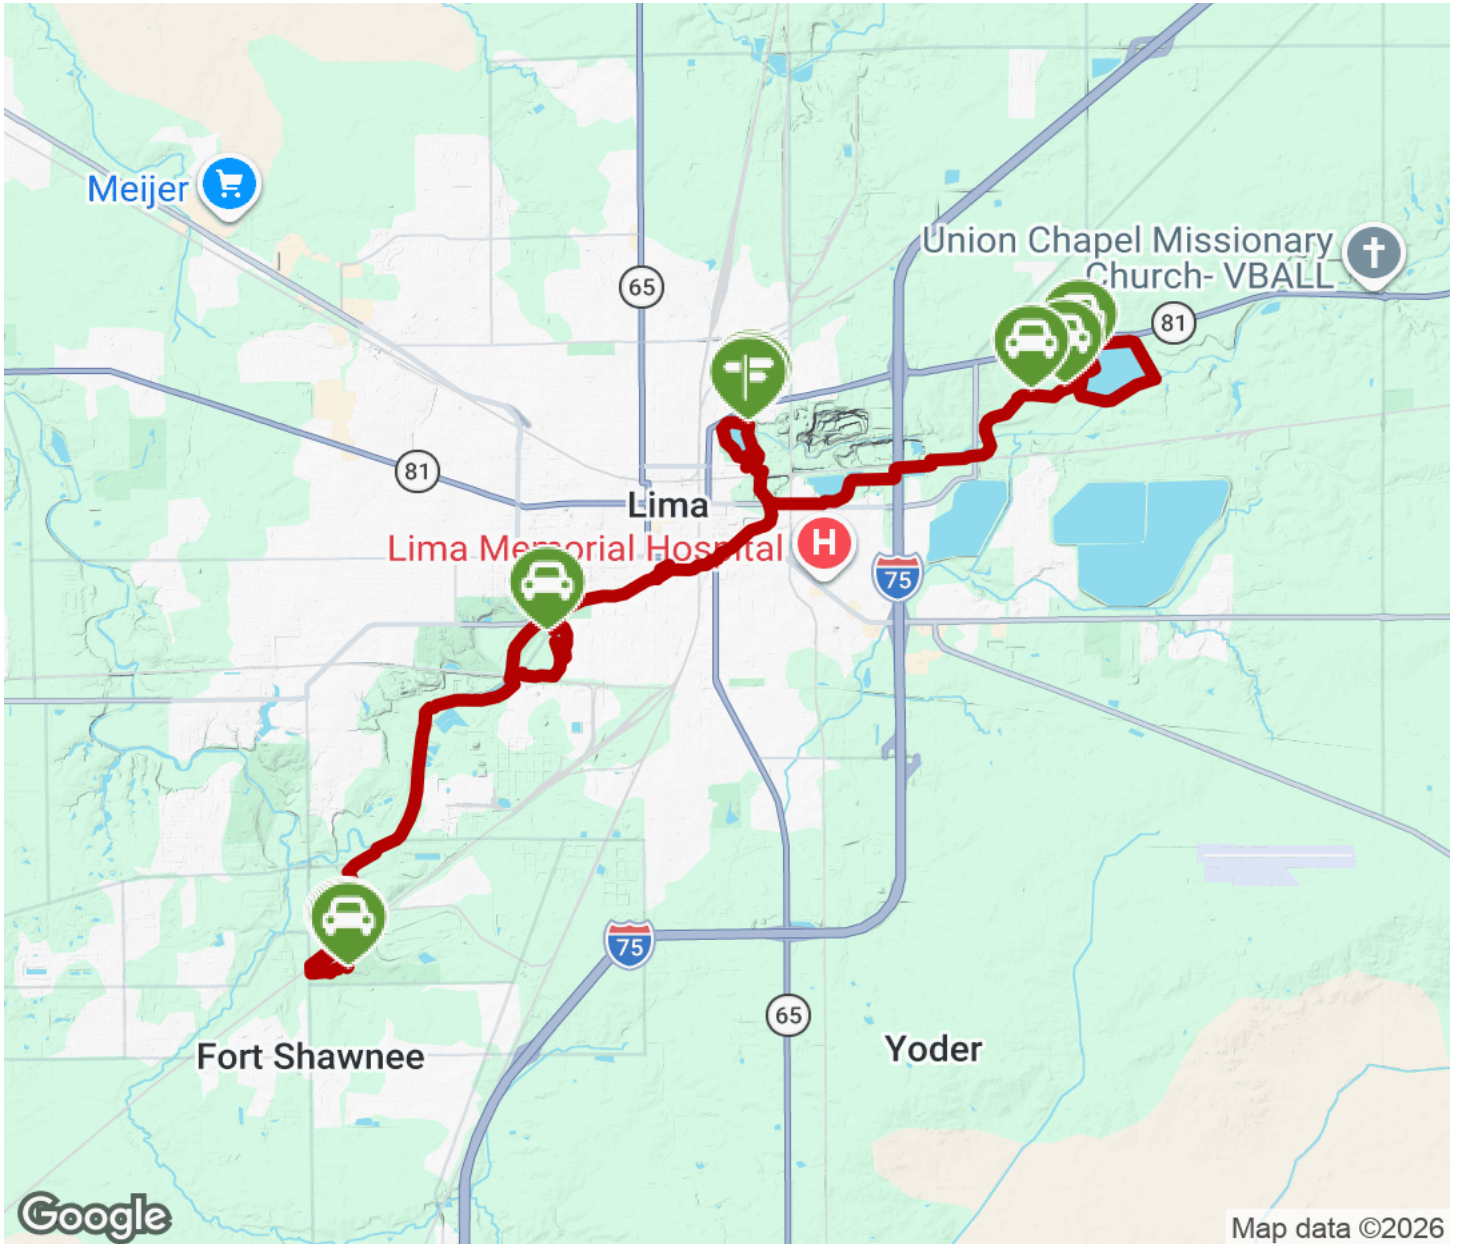 Meijer
Union Chapel Missionary
Church- VBALL
65
81
81
Lima
Lima Memorial Hospital
H
75
75
65
Fort Shawnee
Yoder
Google
Map data ©2026